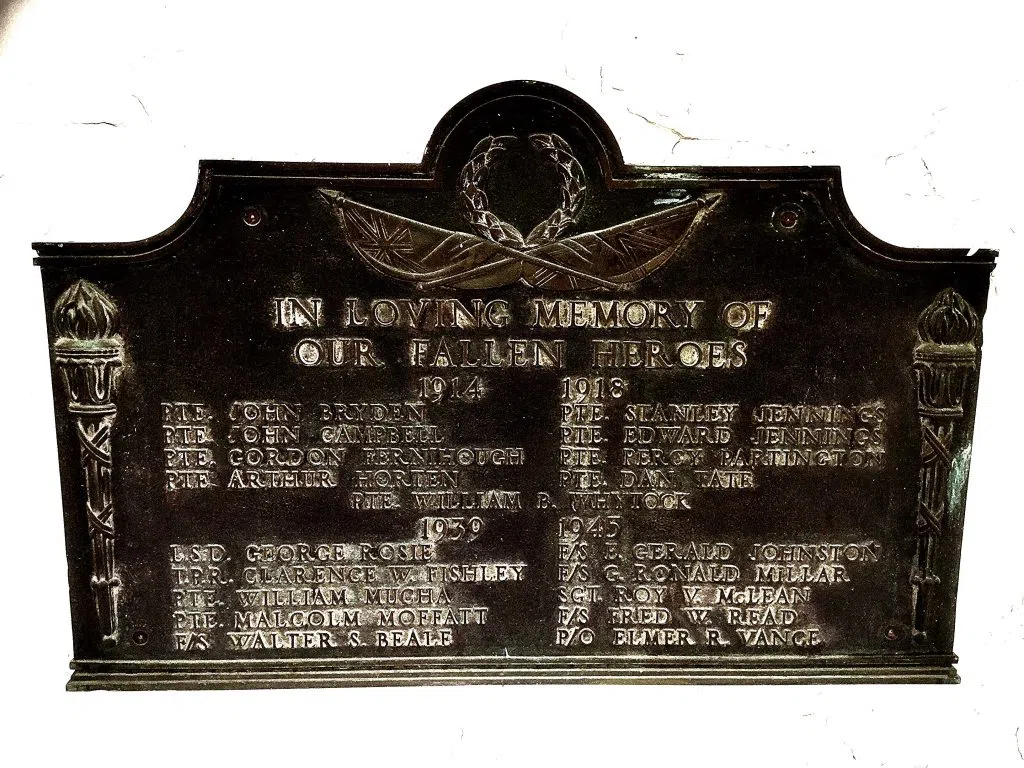 IN LOVING MEMORY OF
OUR FALLEN HEROES
1914 1918
PTE. JOHN BRYDEN PTE. STANLEY JENNINGS
PTE. JOHN CAMPBELL PTE. EDWARD JENNINGS
PTE. GORDON FERNIHOUGH PTE. PERCY PARTINGTON
PTE. ARTHUR HORTEN PTE. DAN TATE
PTE. WILLIAM B. WHYTOCK
1939 1945
L.S.D. GEORGE ROSIE F/S E. GERALD JOHNSTON
T.P.R. CLARENCE W. FISHLEY F/S G. RONALD MILLAR
PTE. WILLIAM MUCHA SGT. ROY V. McLEAN
PTE. MALCOLM MOFFATT F/S FRED W. READ
F/S WALTER S. BEALE P/O ELMER R. VANCE